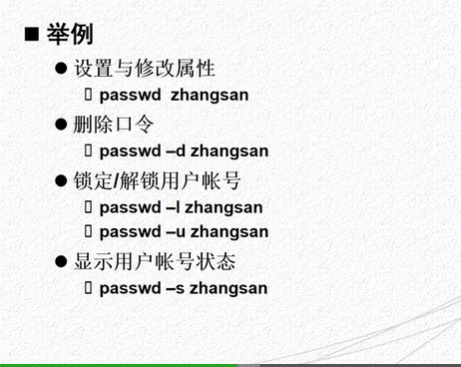 ■ 举例
● 设置与修改属性
▯ passwd zhangsan
● 删除口令
▯ passwd –d zhangsan
● 锁定/解锁用户帐号
▯ passwd –l zhangsan
▯ passwd –u zhangsan
● 显示用户帐号状态
▯ passwd –s zhangsan